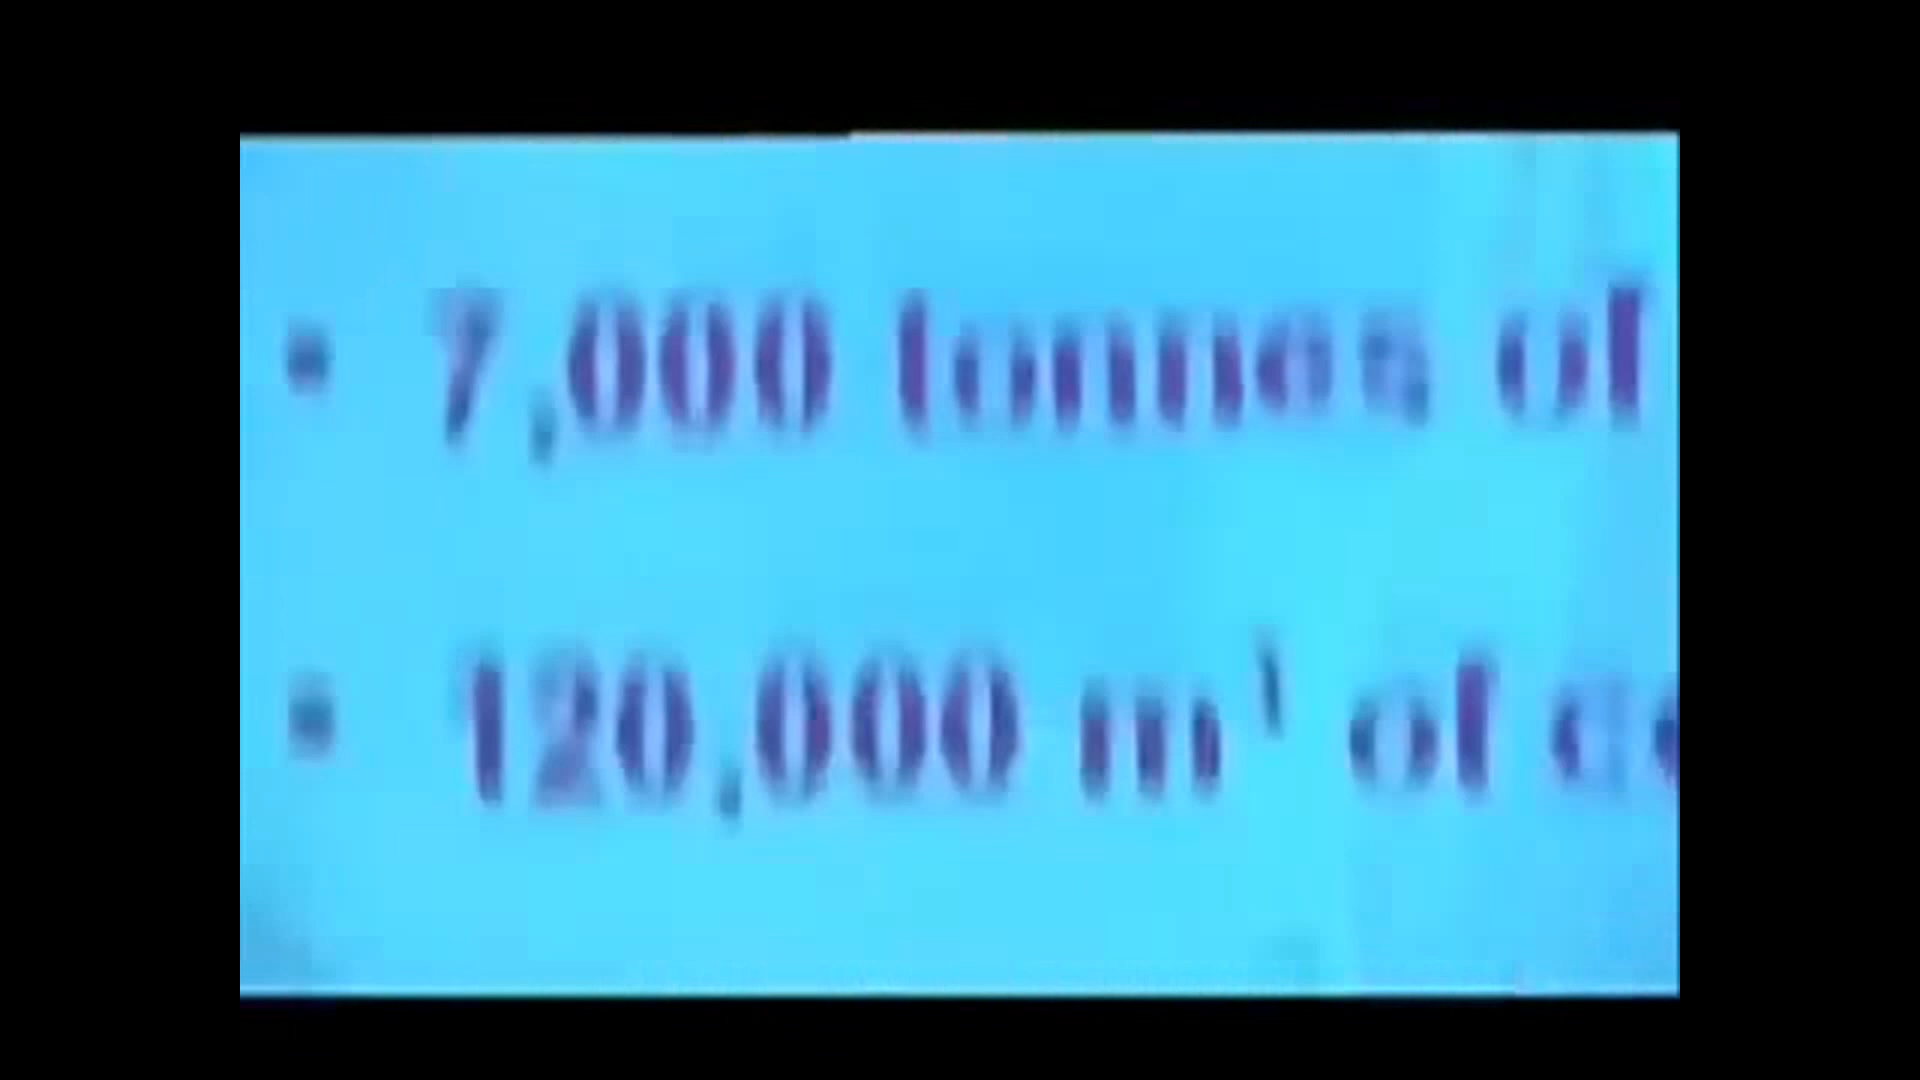 • 7,000 tonnes of
• 120,000 m of